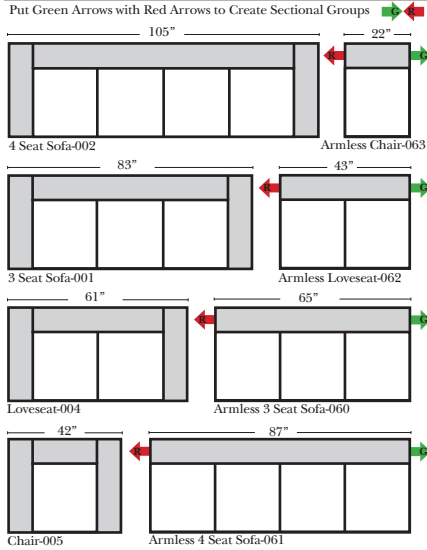 Put Green Arrows with Red Arrows to Create Sectional Groups G R
105” 22”
R G
4 Seat Sofa-002 Armless Chair-063
83” 43”
R G
3 Seat Sofa-001 Armless Loveseat-062
61” 65”
R G
Loveseat-004 Armless 3 Seat Sofa-060
42” 87”
R G
Chair-005 Armless 4 Seat Sofa-061